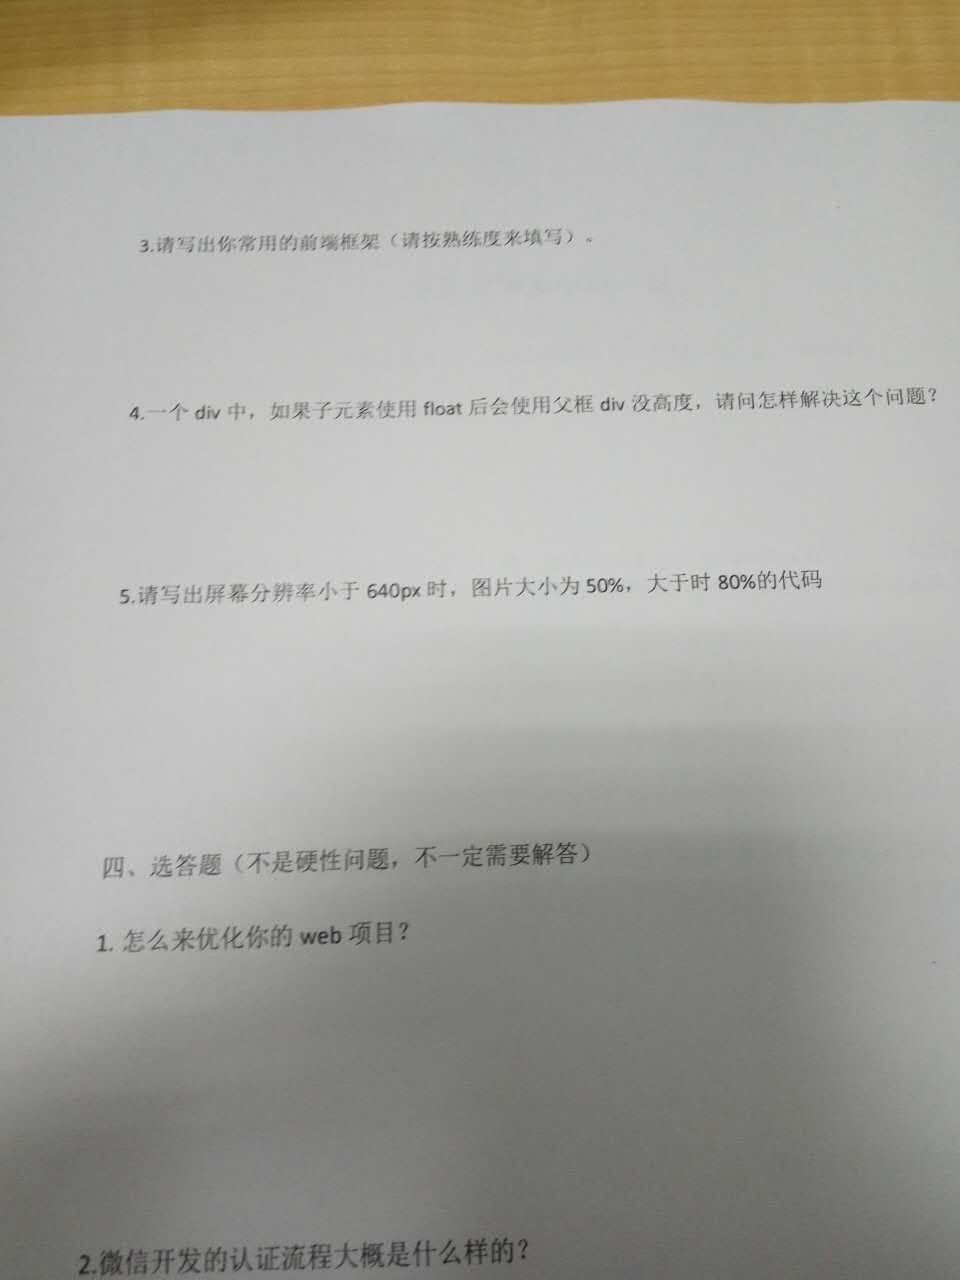 3.请写出你常用的前端框架（请按熟练度来填写）。
4.一个 div 中，如果子元素使用 float 后会使用父框 div 没高度，请问怎样解决这个问题？
5.请写出屏幕分辨率小于 640px 时，图片大小为 50%，大于时 80%的代码
四、选答题（不是硬性问题，不一定需要解答）
1. 怎么来优化你的 web 项目？
2.微信开发的认证流程大概是什么样的？